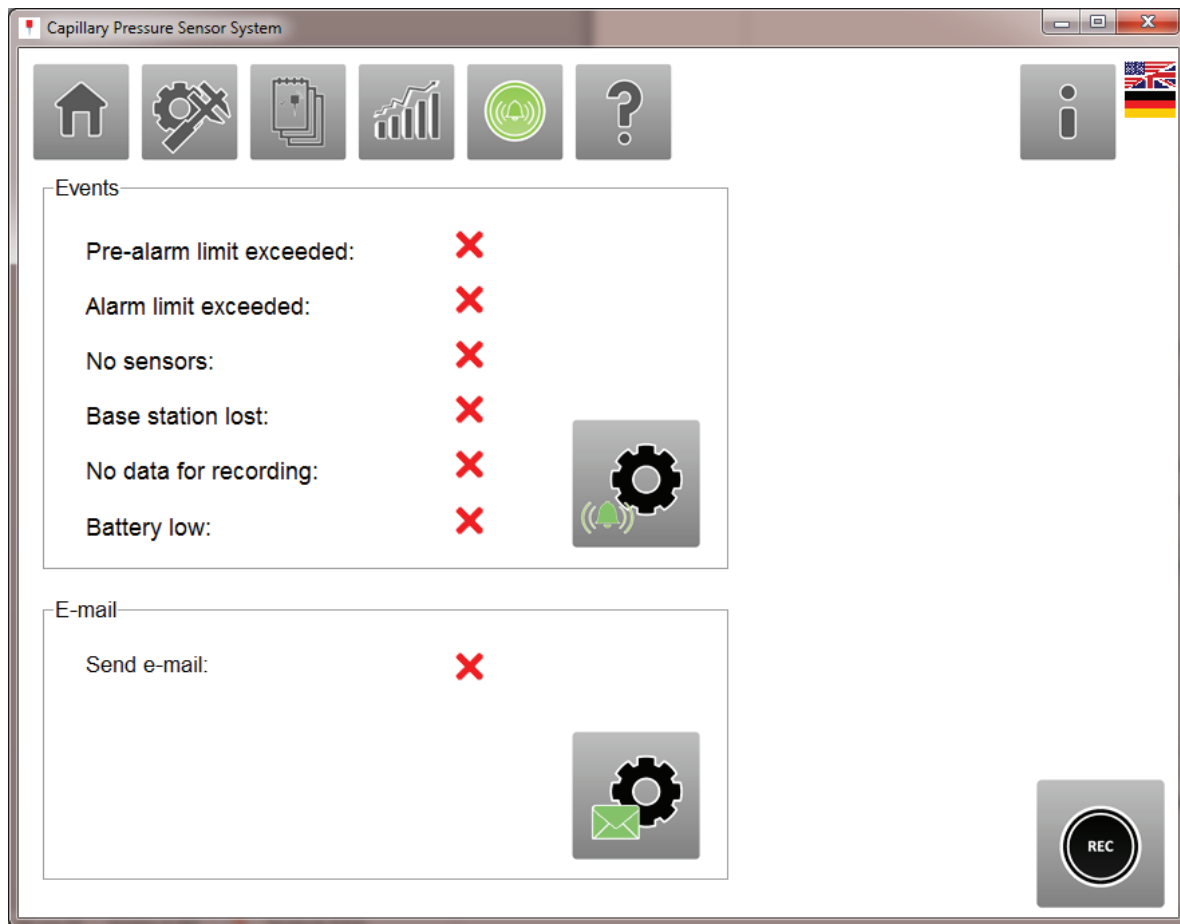 Capillary Pressure Sensor System
Events
Pre-alarm limit exceeded:
Alarm limit exceeded:
No sensors:
Base station lost:
No data for recording:
Battery low:
E-mail
Send e-mail:
REC